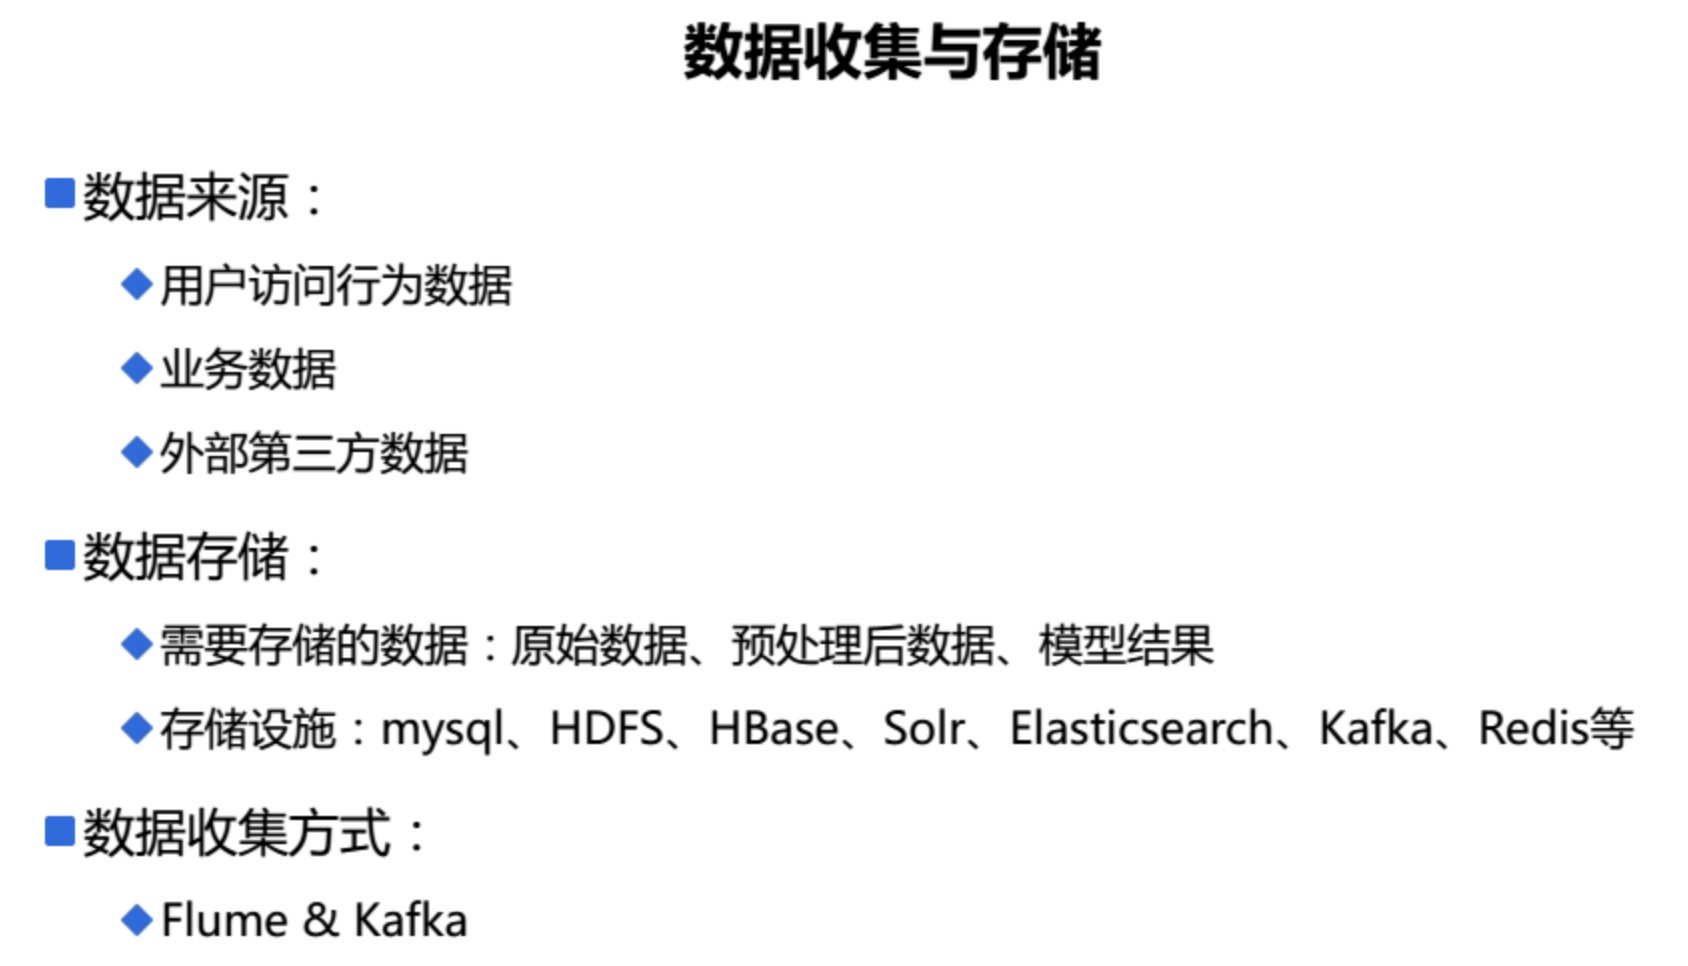 数据收集与存储
数据来源：
用户访问行为数据
业务数据
外部第三方数据
数据存储：
需要存储的数据：原始数据、预处理后数据、模型结果
存储设施：mysql、HDFS、HBase、Solr、Elasticsearch、Kafka、Redis等
数据收集方式：
Flume & Kafka